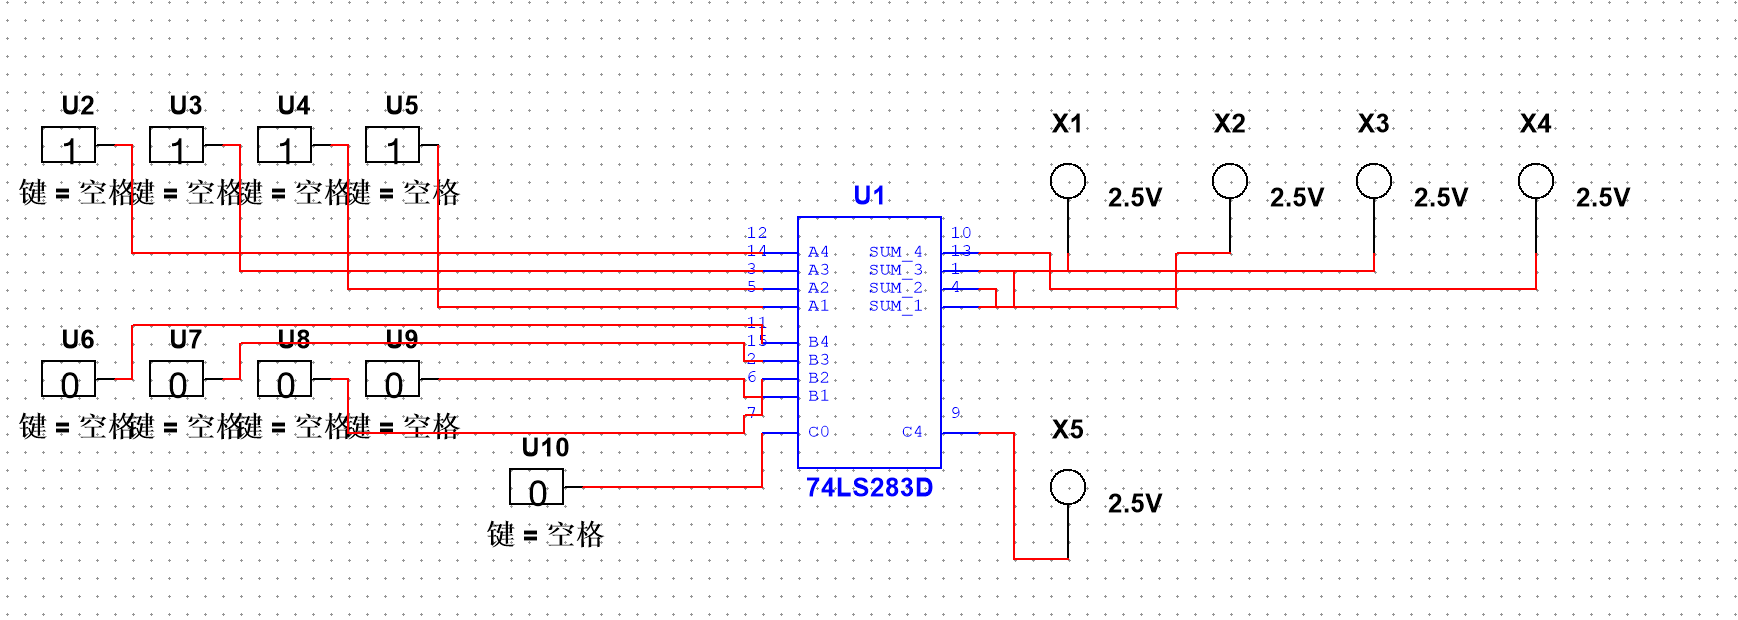 U2 U3 U4 U5
1 1 1 1
键 = 空格 键 = 空格 键 = 空格 键 = 空格
X1 X2 X3 X4
2.5V 2.5V 2.5V 2.5V
U1
12
14 A4 SUM_4 13
3 A3 SUM_3 1
5 A2 SUM_2 4
A1 SUM_1
10
11
15 B4
2 B3
6 B2
B1
7
C0 C4
9
74LS283D
U6 U7 U8 U9
0 0 0 0
键 = 空格 键 = 空格 键 = 空格 键 = 空格
U10
0
键 = 空格
X5
2.5V